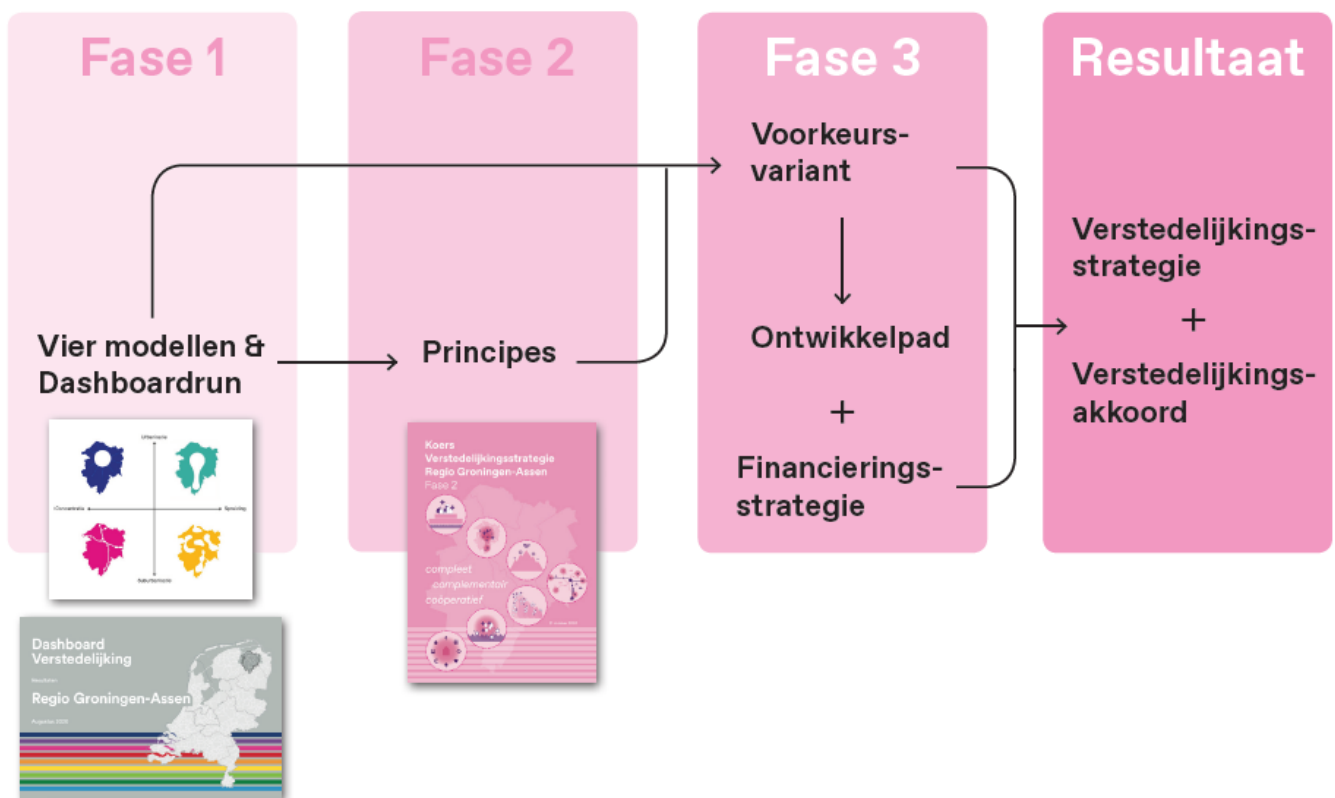 Fase 1
Fase 2
Fase 3
Resultaat
Vier modellen &
Dashboardrun
Principes
Voorkeurs-
variant
Ontwikkelpad
+
Financierings-
strategie
Verstedelijkings-
strategie
+
Verstedelijkings-
akkoord
Koers
Verstedelijkingsstrategie
Regio Groningen-Assen
Fase 2
compleet
complementair
coöperatief
Dashboard
Verstedelijking
Resultaten
Regio Groningen-Assen